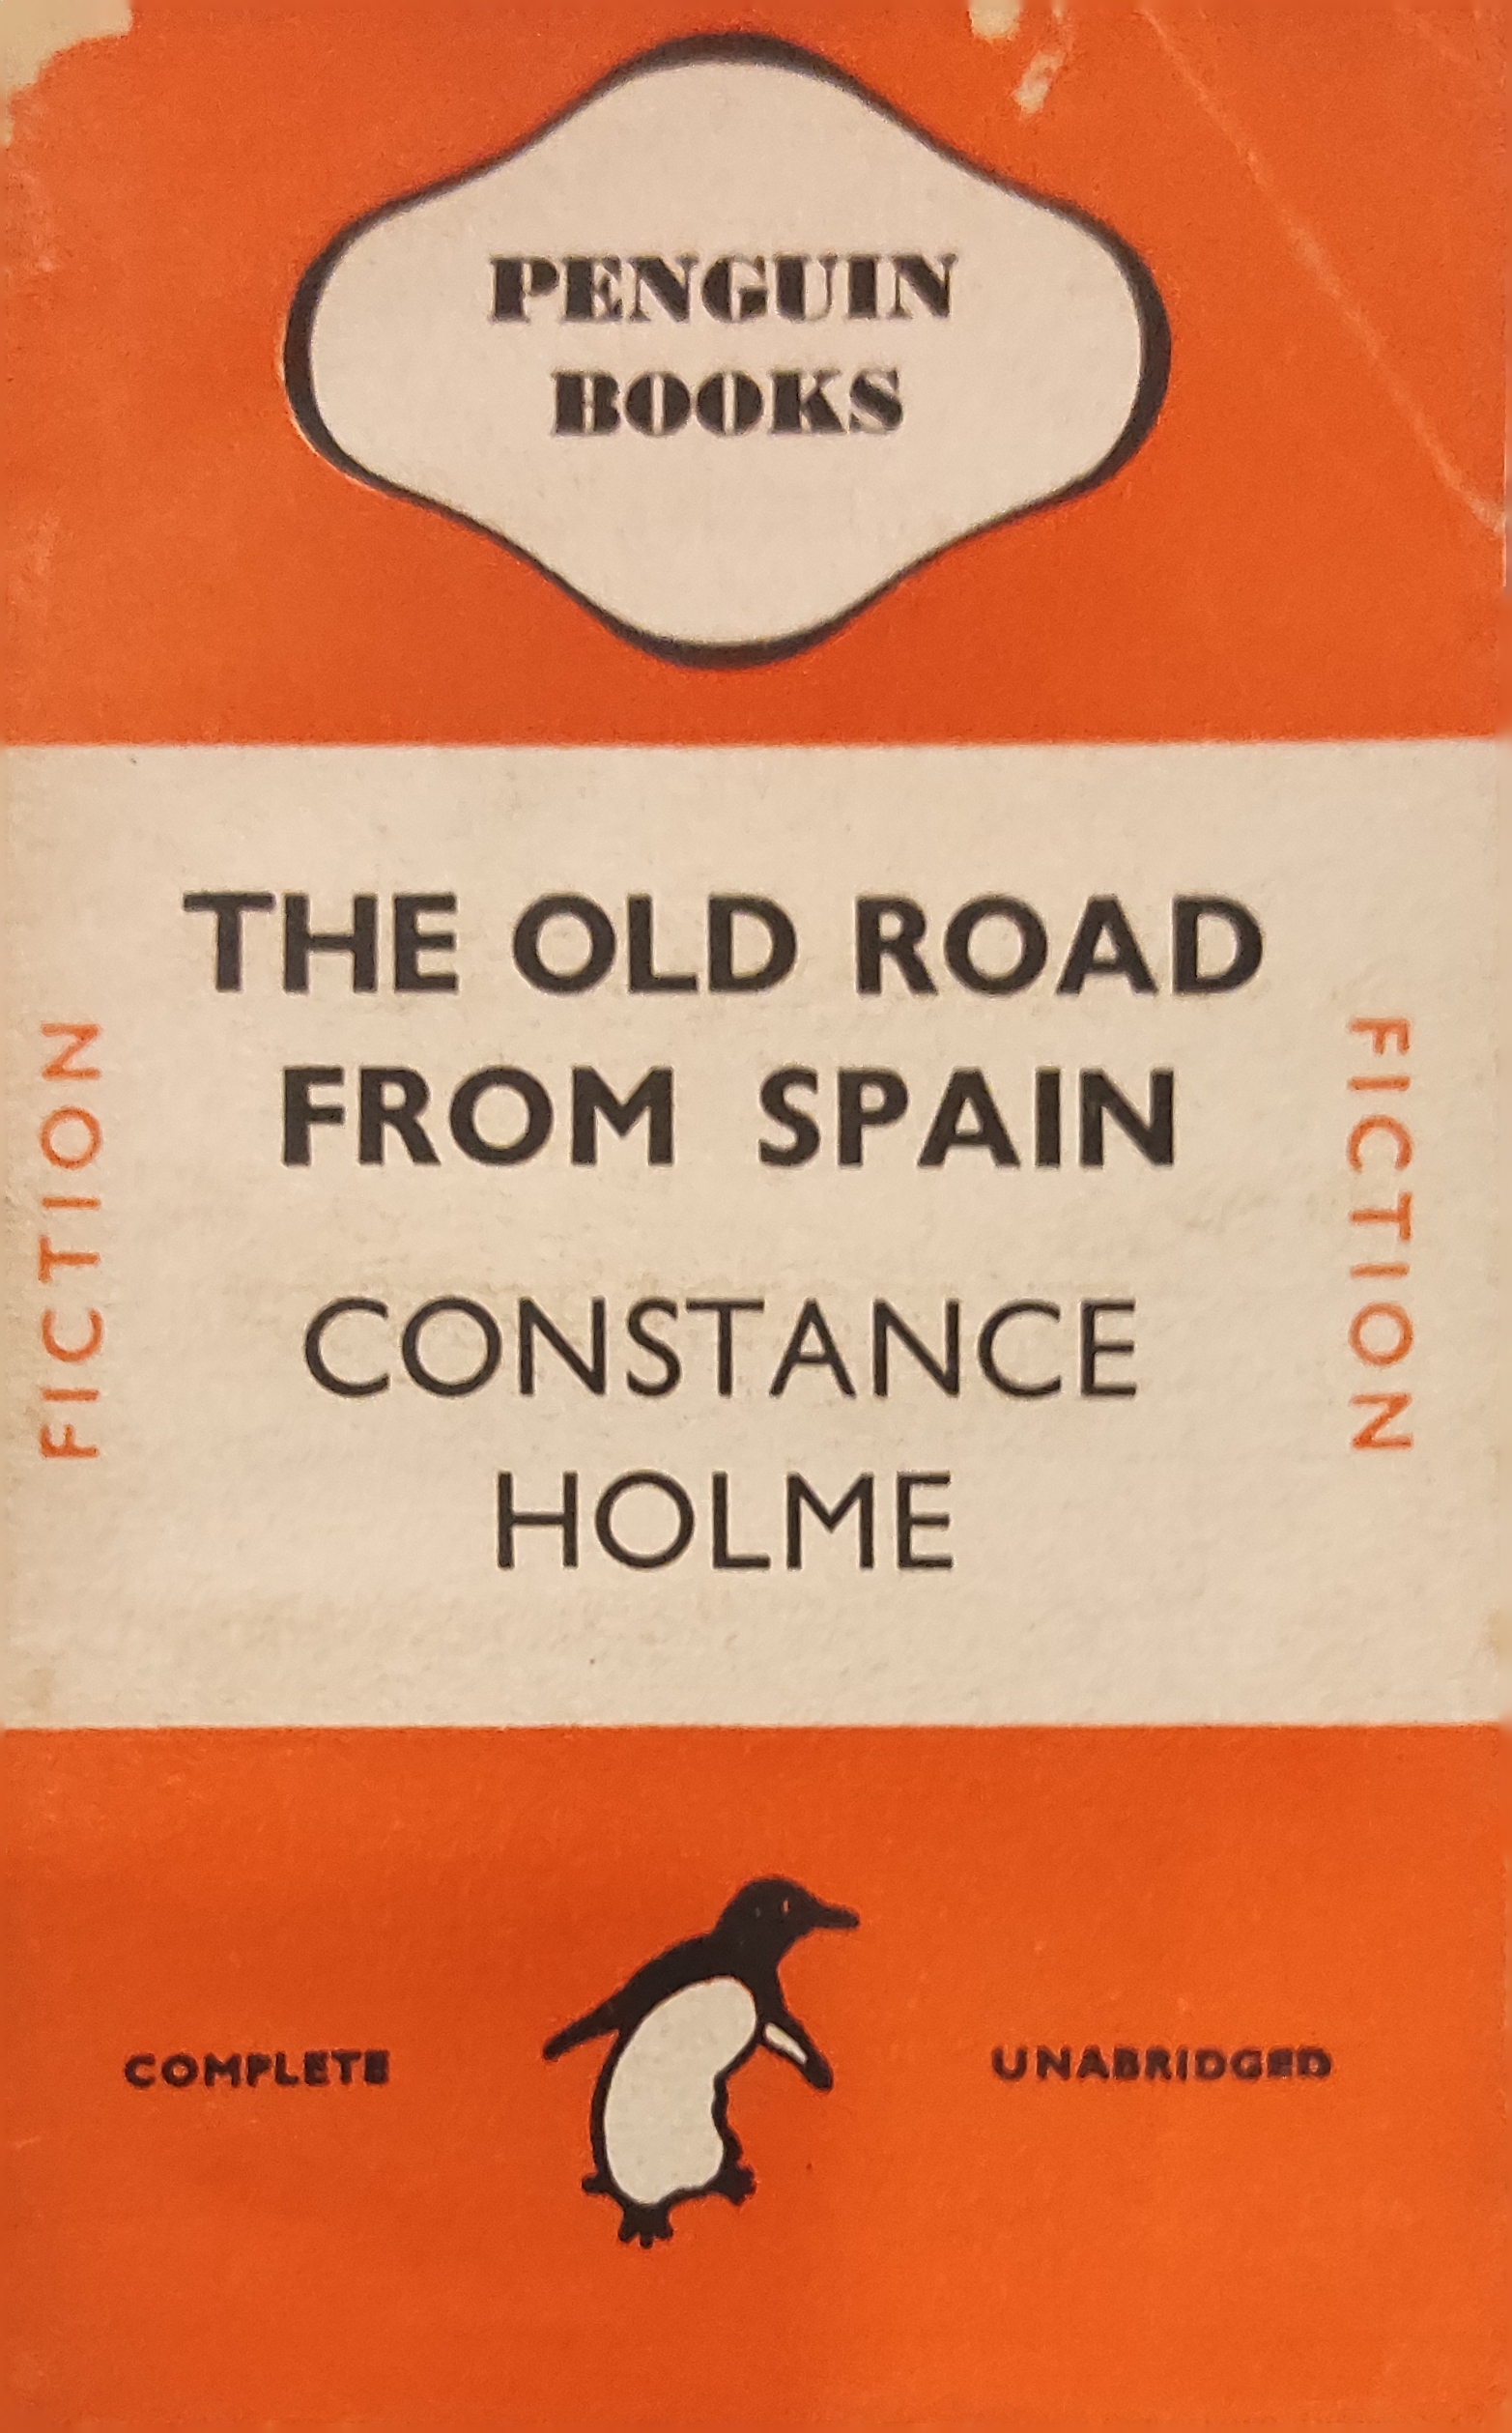 PENGUIN
BOOKS
THE OLD ROAD
FROM SPAIN
CONSTANCE
HOLME
FICTION
FICTION
COMPLETE
UNABRIDGED